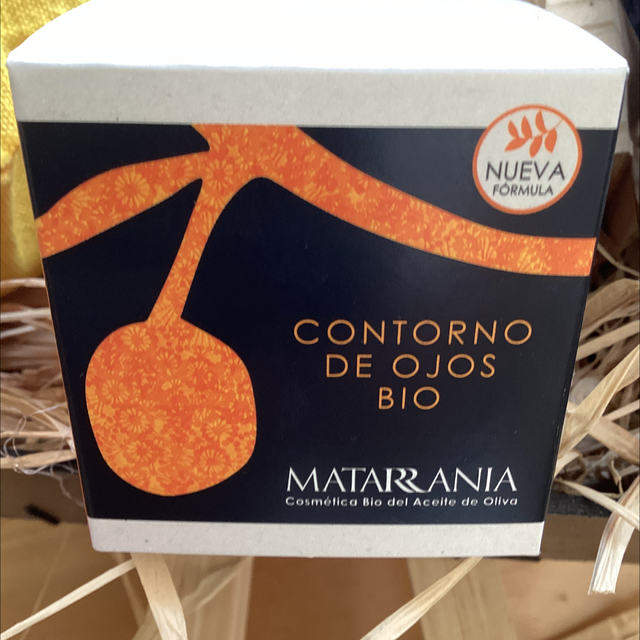 NUEVA
FÓRMULA
CONTORNO
DE OJOS
BIO
MATARRANIA
Cosmética Bio del Aceite de Oliva